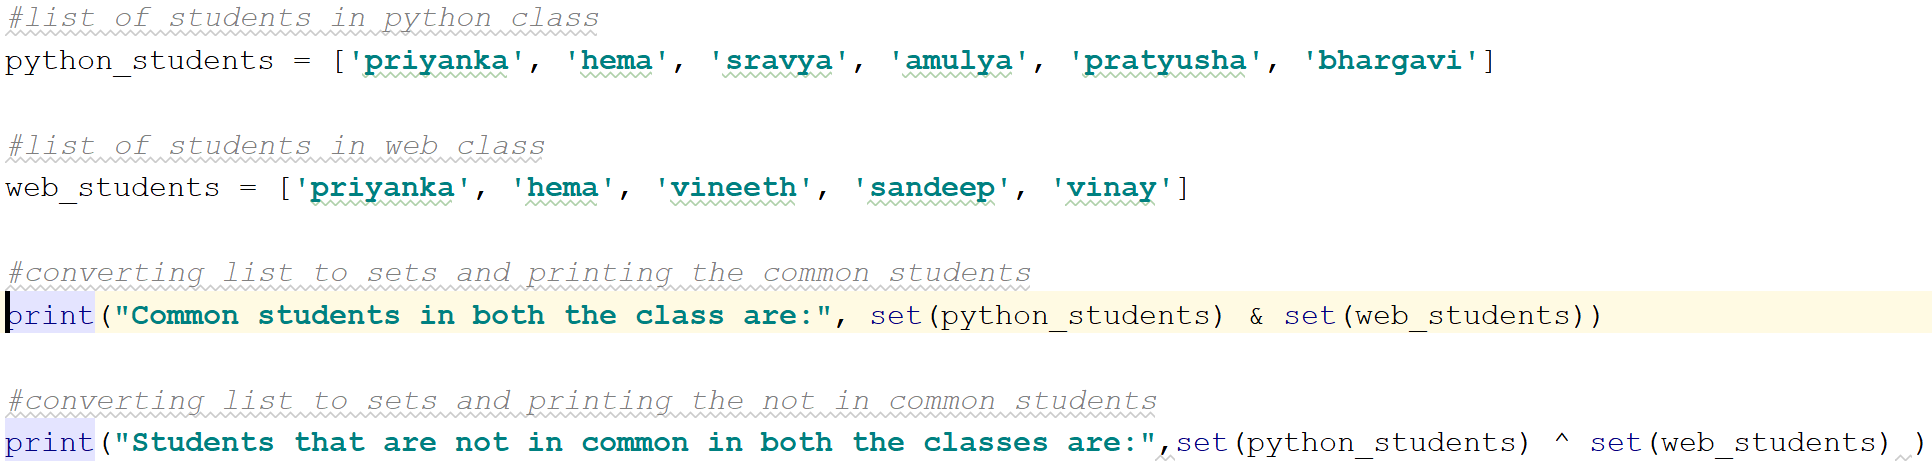 #list of students in python class
python_students = ['priyanka', 'hema', 'sravya', 'amulya', 'pratyusha', 'bhargavi']
#list of students in web class
web_students = ['priyanka', 'hema', 'vineeth', 'sandeep', 'vinay']
#converting list to sets and printing the common students
print("Common students in both the class are:", set(python_students) & set(web_students))
#converting list to sets and printing the not in common students
print("Students that are not in common in both the classes are:",set(python_students) ^ set(web_students) )